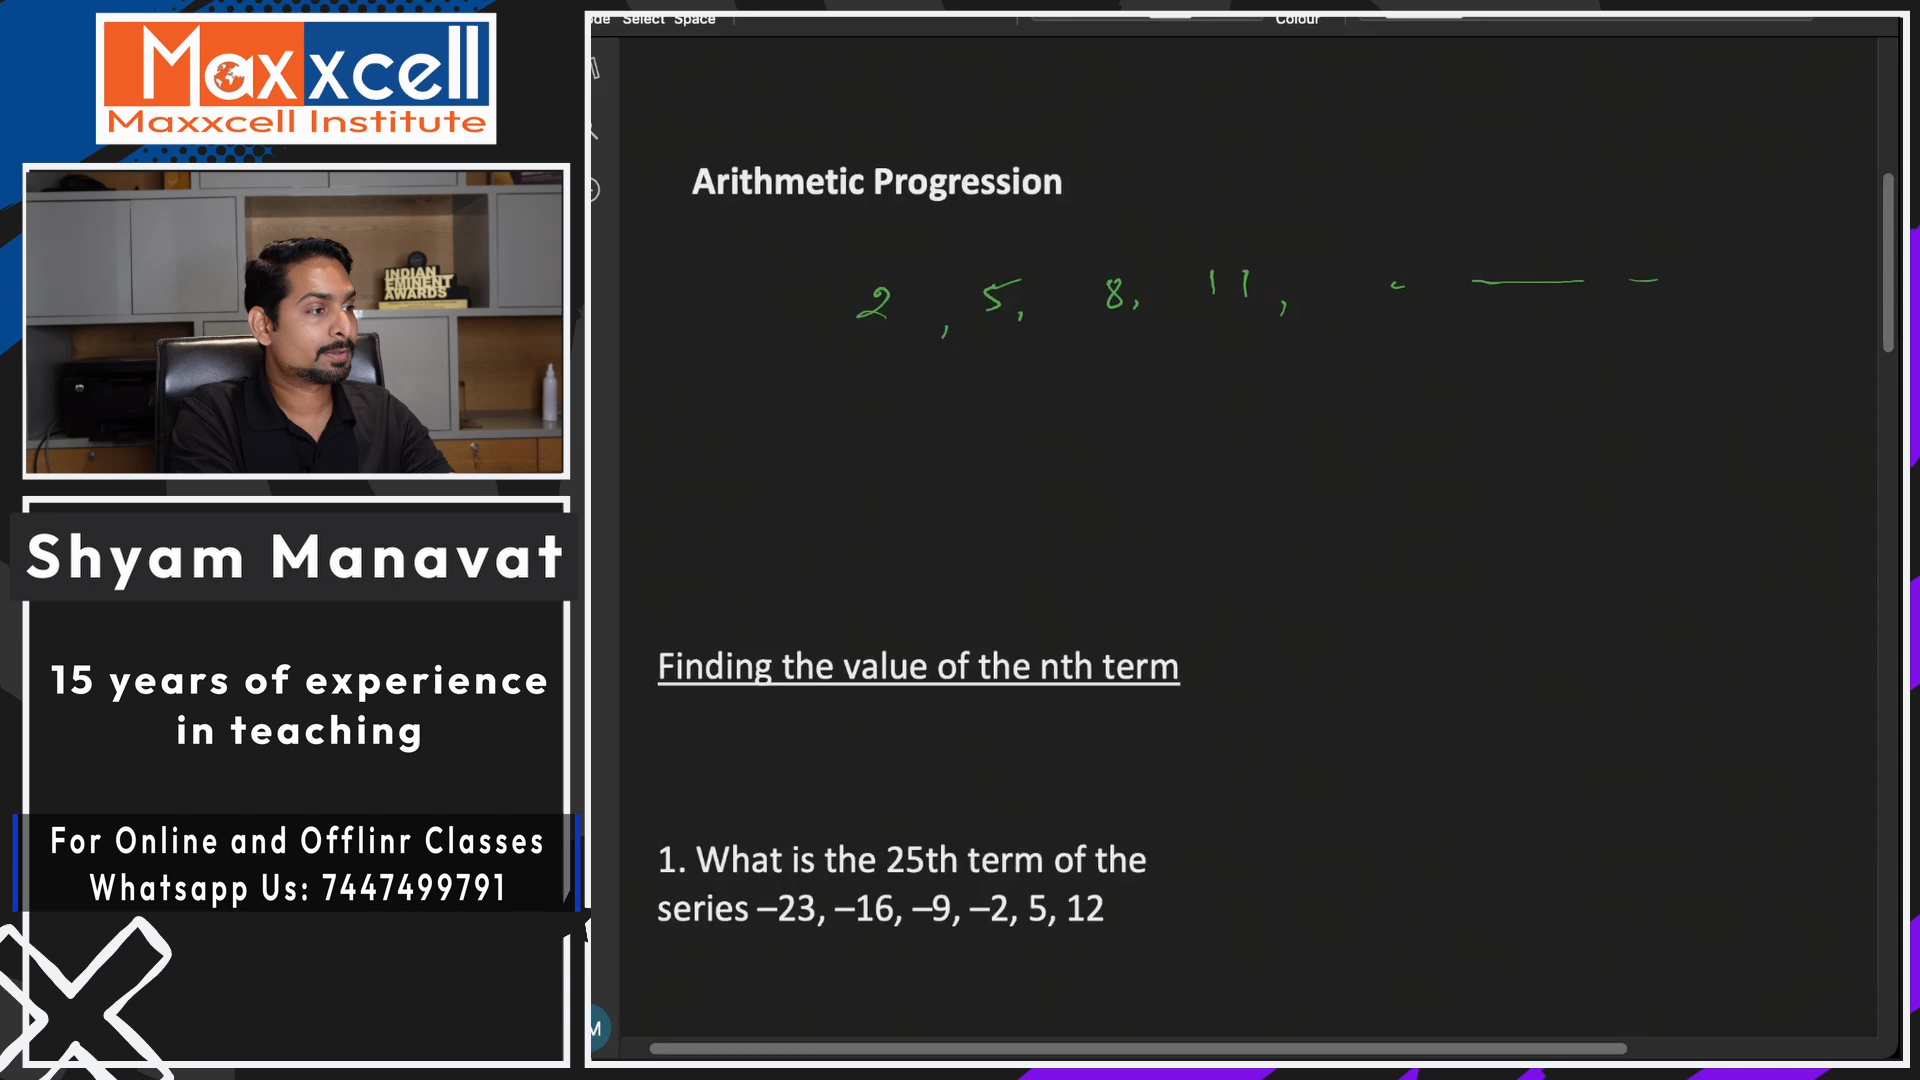 Maxxcell
Maxxcell Institute
INDIAN
EMINENT
AWARDS
Shyam Manavat
15 years of experience
in teaching
For Online and Offlinr Classes
Whatsapp Us: 7447499791
Select Space
Colour
Arithmetic Progression
2, 5, 8, 11,
Finding the value of the nth term
1. What is the 25th term of the
series –23, –16, –9, –2, 5, 12
M